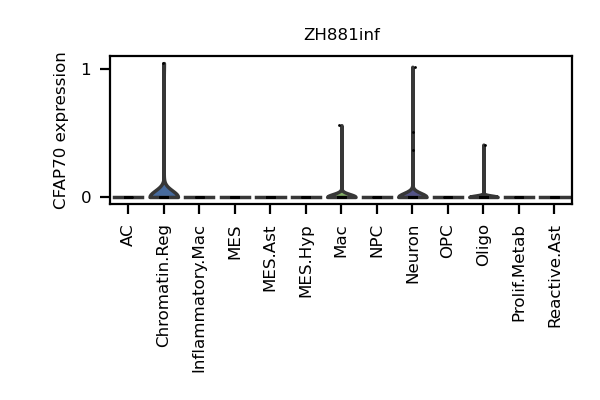 ZH881inf
CFAP70 expression
1
0
AC
Chromatin.Reg
Inflammatory.Mac
MES
MES.Ast
MES.Hyp
Mac
NPC
Neuron
OPC
Oligo
Prolif.Metab
Reactive.Ast